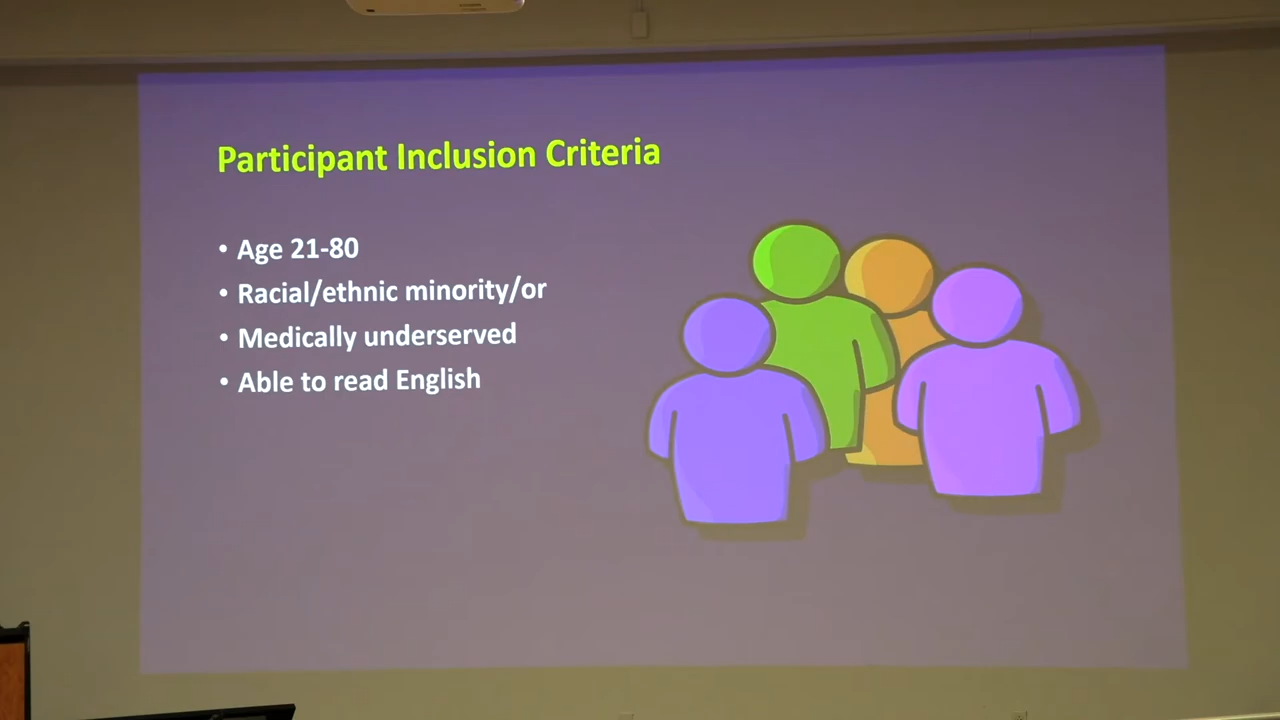 Participant Inclusion Criteria
• Age 21-80
• Racial/ethnic minority/or
• Medically underserved
• Able to read English